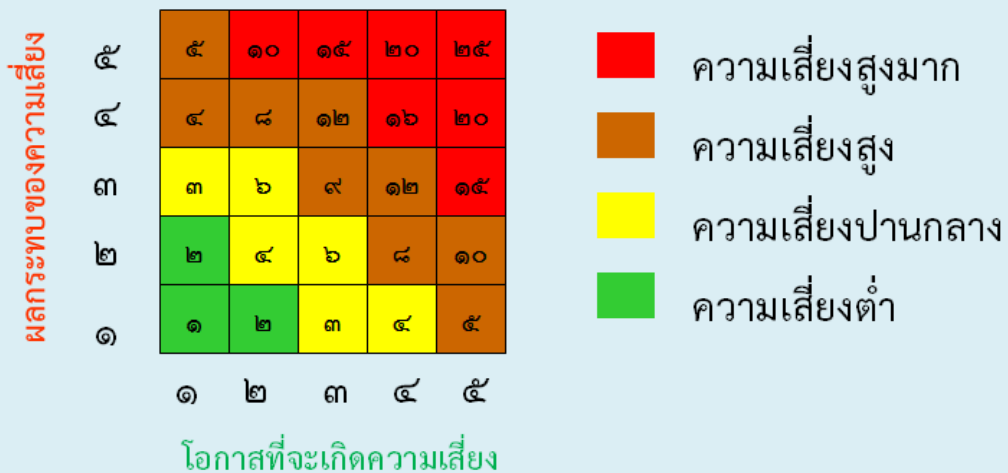 ผลกระทบของความเสี่ยง
๕ ๕ ๑๐ ๑๕ ๒๐ ๒๕
๔ ๔ ๘ ๑๒ ๑๖ ๒๐
๓ ๓ ๖ ๙ ๑๒ ๑๕
๒ ๒ ๔ ๖ ๘ ๑๐
๑ ๑ ๒ ๓ ๔ ๕
๑ ๒ ๓ ๔ ๕
โอกาสที่จะเกิดความเสี่ยง
ความเสี่ยงสูงมาก
ความเสี่ยงสูง
ความเสี่ยงปานกลาง
ความเสี่ยงต่ำ